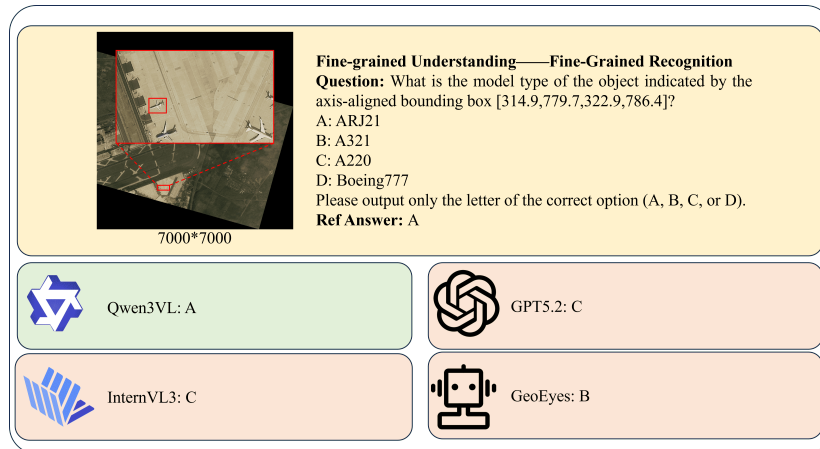 Fine-grained Understanding——Fine-Grained Recognition
Question: What is the model type of the object indicated by the
axis-aligned bounding box [314.9,779.7,322.9,786.4]?
A: ARJ21
B: A321
C: A220
D: Boeing777
Please output only the letter of the correct option (A, B, C, or D).
Ref Answer: A
7000*7000
Qwen3VL: A
GPT5.2: C
InternVL3: C
GeoEyes: B